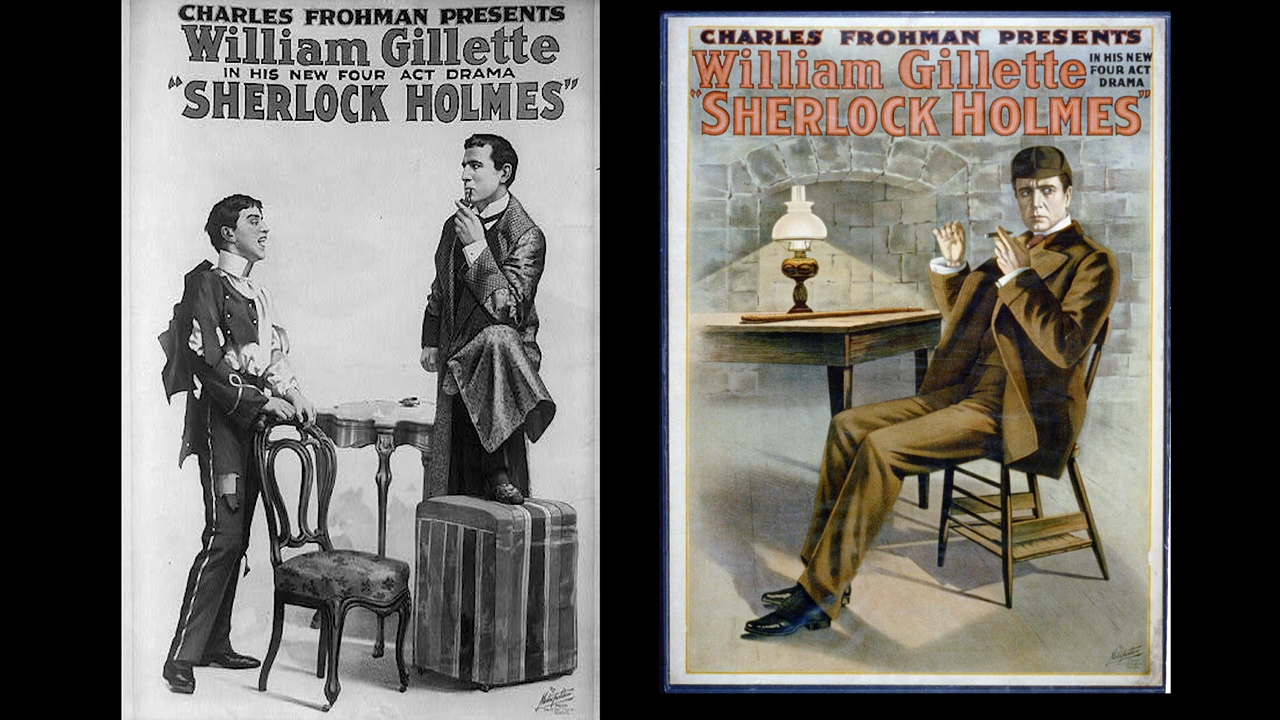 CHARLES FROHMAN PRESENTS
William Gillette
IN HIS NEW FOUR ACT DRAMA
"SHERLOCK HOLMES"
CHARLES FROHMAN PRESENTS
William Gillette
IN HIS NEW
FOUR ACT
DRAMA
"SHERLOCK HOLMES"